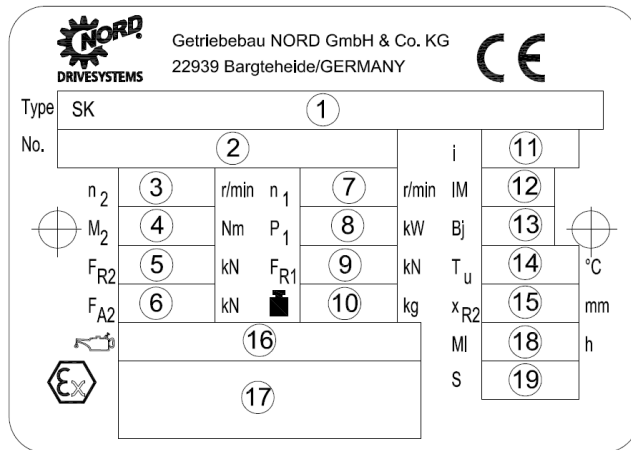 NORD
DRIVESYSTEMS
Getriebebau NORD GmbH & Co. KG
22939 Bargteheide/GERMANY
CE
Type SK 1
No. 2 i 11
n2 3 r/min n1 7 r/min IM 12
M2 4 Nm P1 8 kW Bj 13
FR2 5 kN FR1 9 kN Tu 14 °C
FA2 6 kN 10 kg xR2 15 mm
16 MI 18 h
Ex 17 S 19